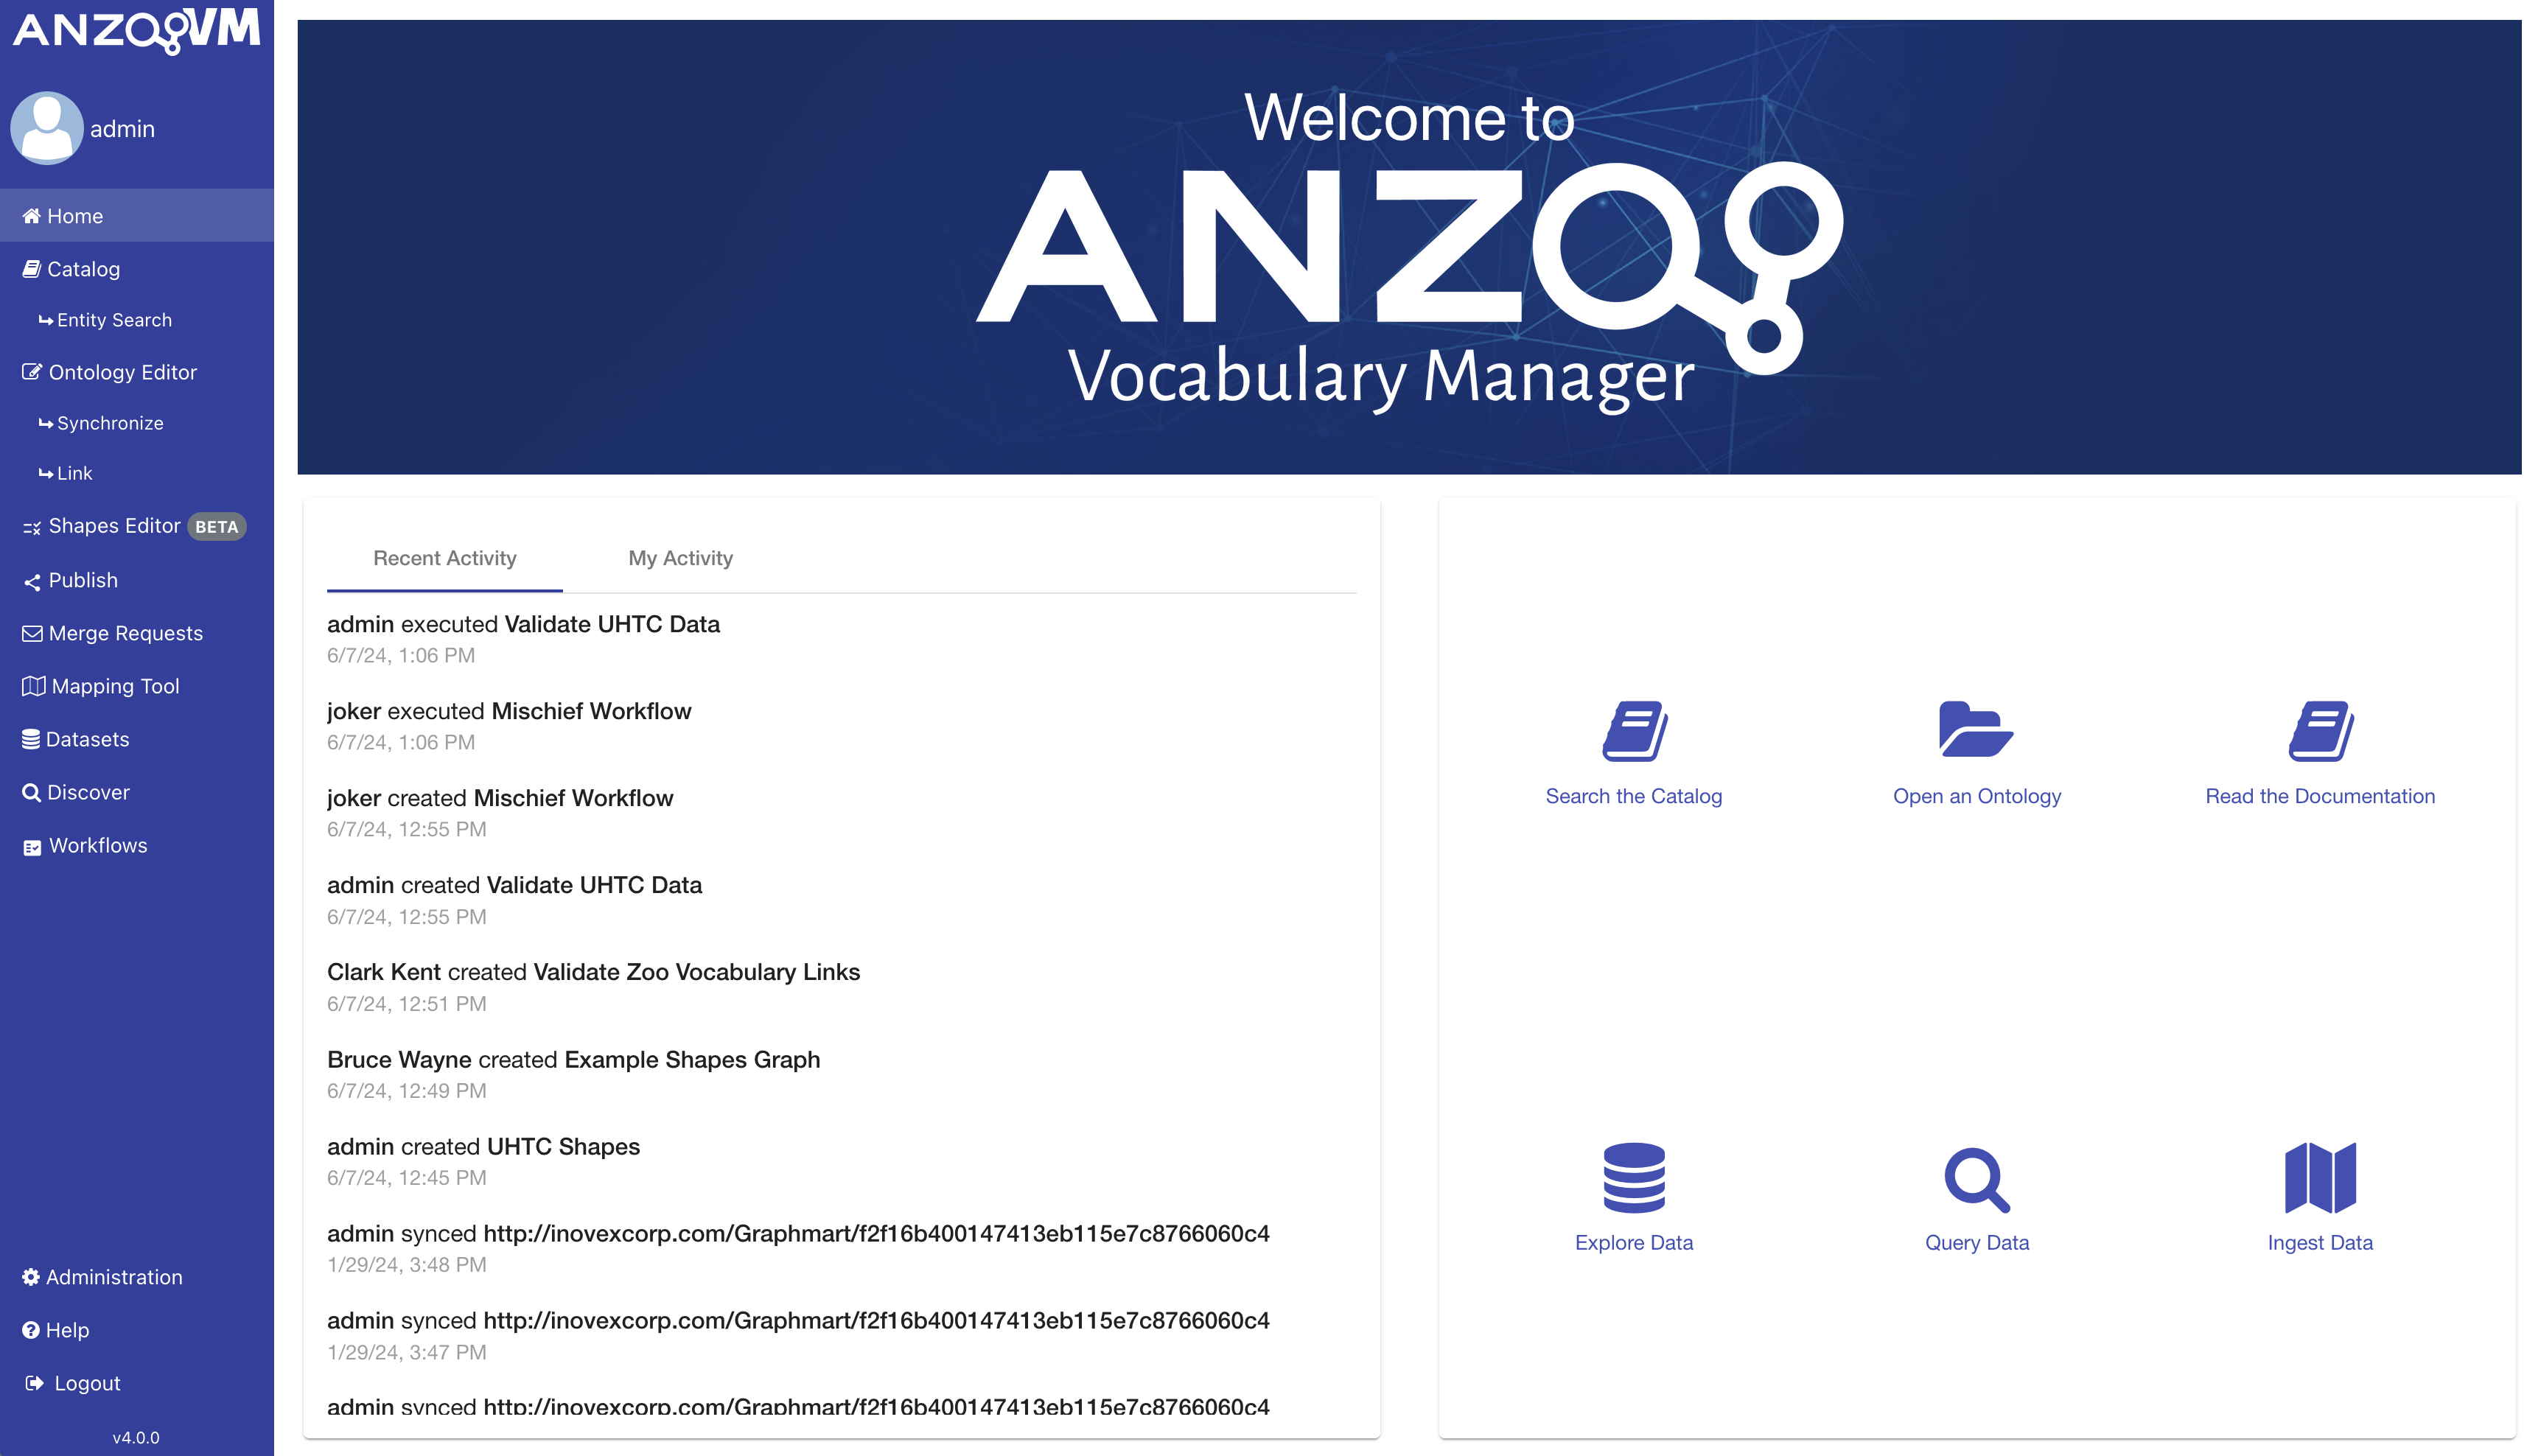 ANZO VM
admin
Home
Catalog
Entity Search
Ontology Editor
Synchronize
Link
Shapes Editor BETA
Publish
Merge Requests
Mapping Tool
Datasets
Discover
Workflows
Administration
Help
Logout
v4.0.0
Welcome to
ANZO
Vocabulary Manager
Recent Activity
My Activity
admin executed Validate UHTC Data
6/7/24, 1:06 PM
joker executed Mischief Workflow
6/7/24, 1:06 PM
joker created Mischief Workflow
6/7/24, 12:55 PM
admin created Validate UHTC Data
6/7/24, 12:55 PM
Clark Kent created Validate Zoo Vocabulary Links
6/7/24, 12:51 PM
Bruce Wayne created Example Shapes Graph
6/7/24, 12:49 PM
admin created UHTC Shapes
6/7/24, 12:45 PM
admin synced http://inovexcorp.com/Graphmart/f2f16b400147413eb115e7c8766060c4
1/29/24, 3:48 PM
admin synced http://inovexcorp.com/Graphmart/f2f16b400147413eb115e7c8766060c4
1/29/24, 3:47 PM
admin synced http://inovexcorp.com/Graphmart/f2f16b400147413eb115e7c8766060c4
Search the Catalog
Open an Ontology
Read the Documentation
Explore Data
Query Data
Ingest Data